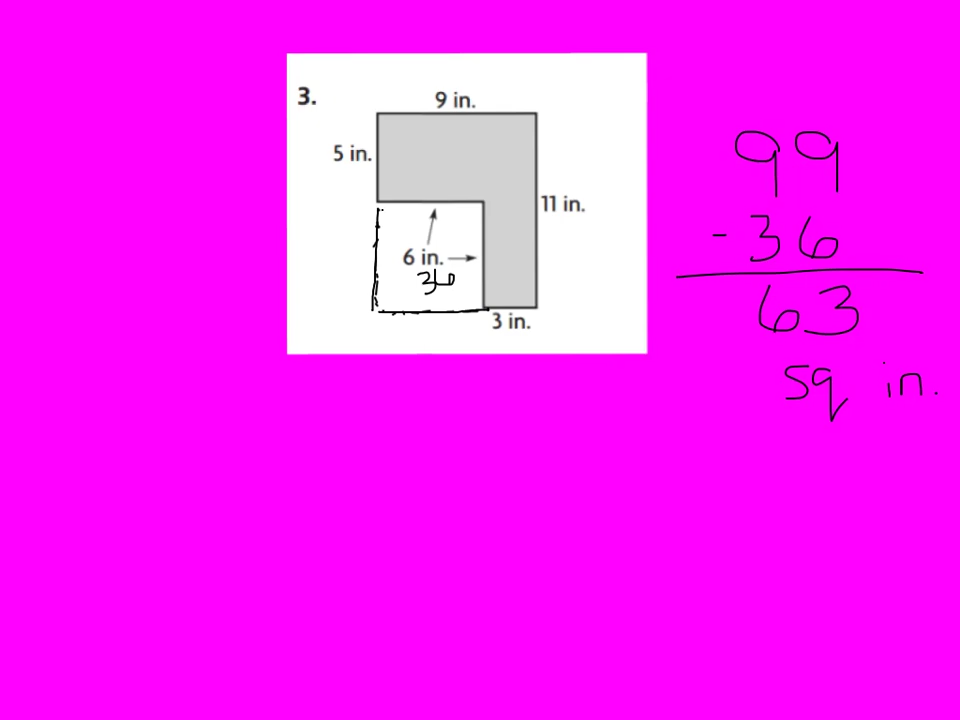 3.
9 in.
5 in.
11 in.
6 in.
36
3 in.
99
-36
63
sq in.